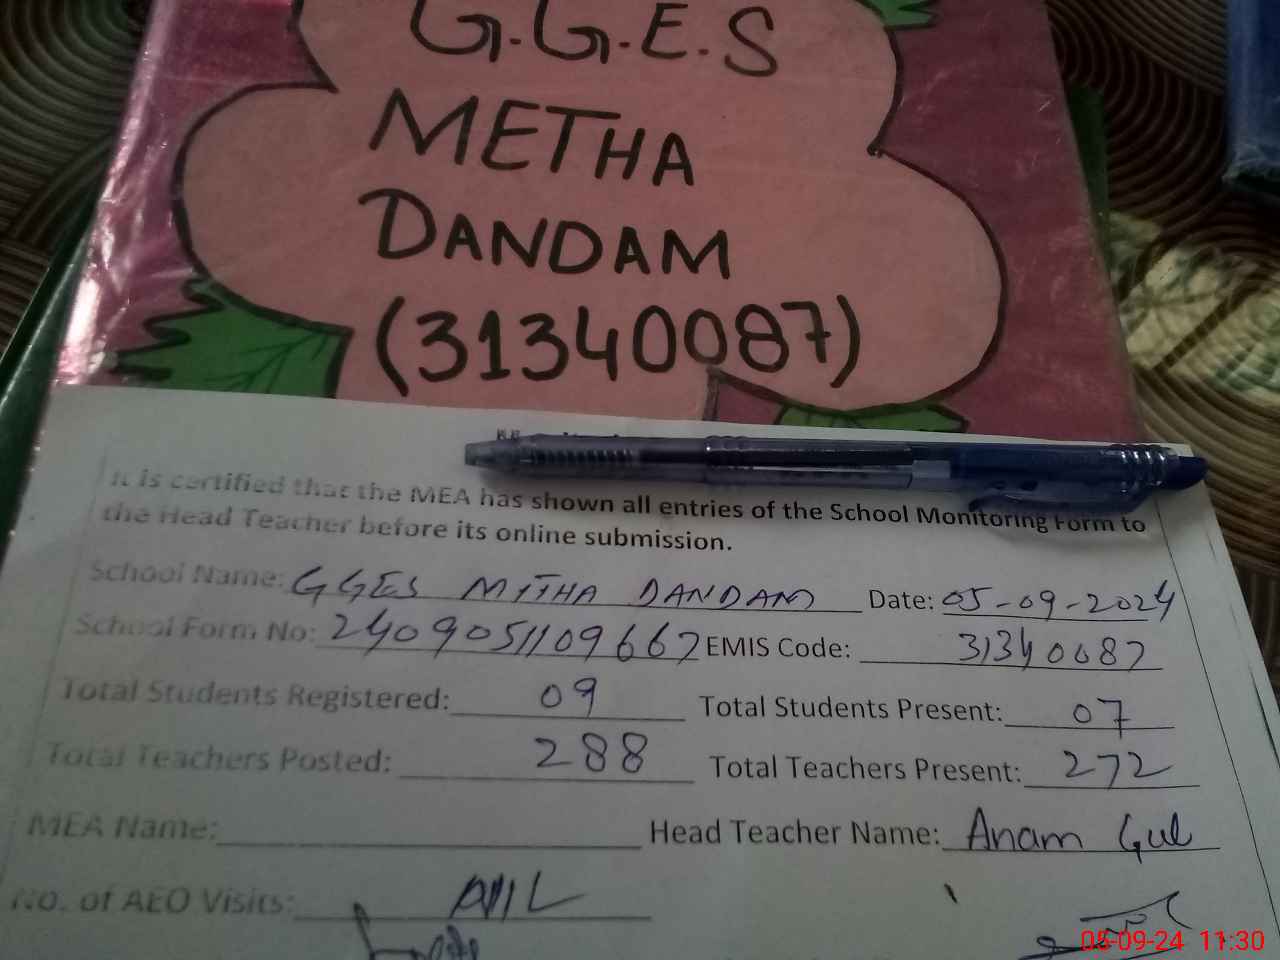 G.G.E.S
METHA
DANDAM
(31340087)
It is certified that the MEA has shown all entries of the School Monitoring Form to
the Head Teacher before its online submission.
School Name: GGES MITHA DANDAM Date: 05-09-2024
School Form No: 2409051109667 EMIS Code: 31340087
Total Students Registered: 09 Total Students Present: 07
Total Teachers Posted: 288 Total Teachers Present: 272
MEA Name: Head Teacher Name: Anam Gul
No. of AEO Visits: NIL
05-09-24 11:30